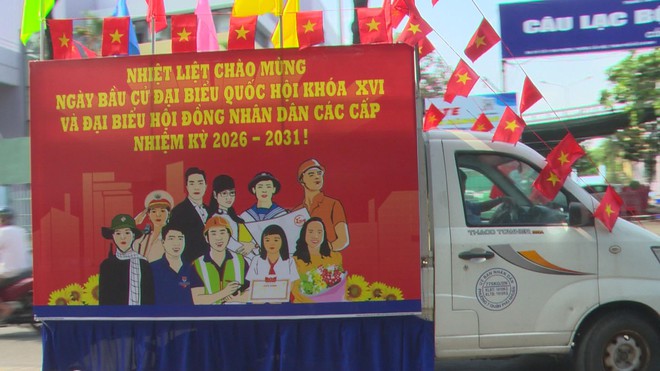 NHIỆT LIỆT CHÀO MỪNG
NGÀY BẦU CỬ ĐẠI BIỂU QUỐC HỘI KHÓA XVI
VÀ ĐẠI BIỂU HỘI ĐỒNG NHÂN DÂN CÁC CẤP
NHIỆM KỲ 2026 - 2031!
CÂU LẠC BỘ
THACO TOWNER